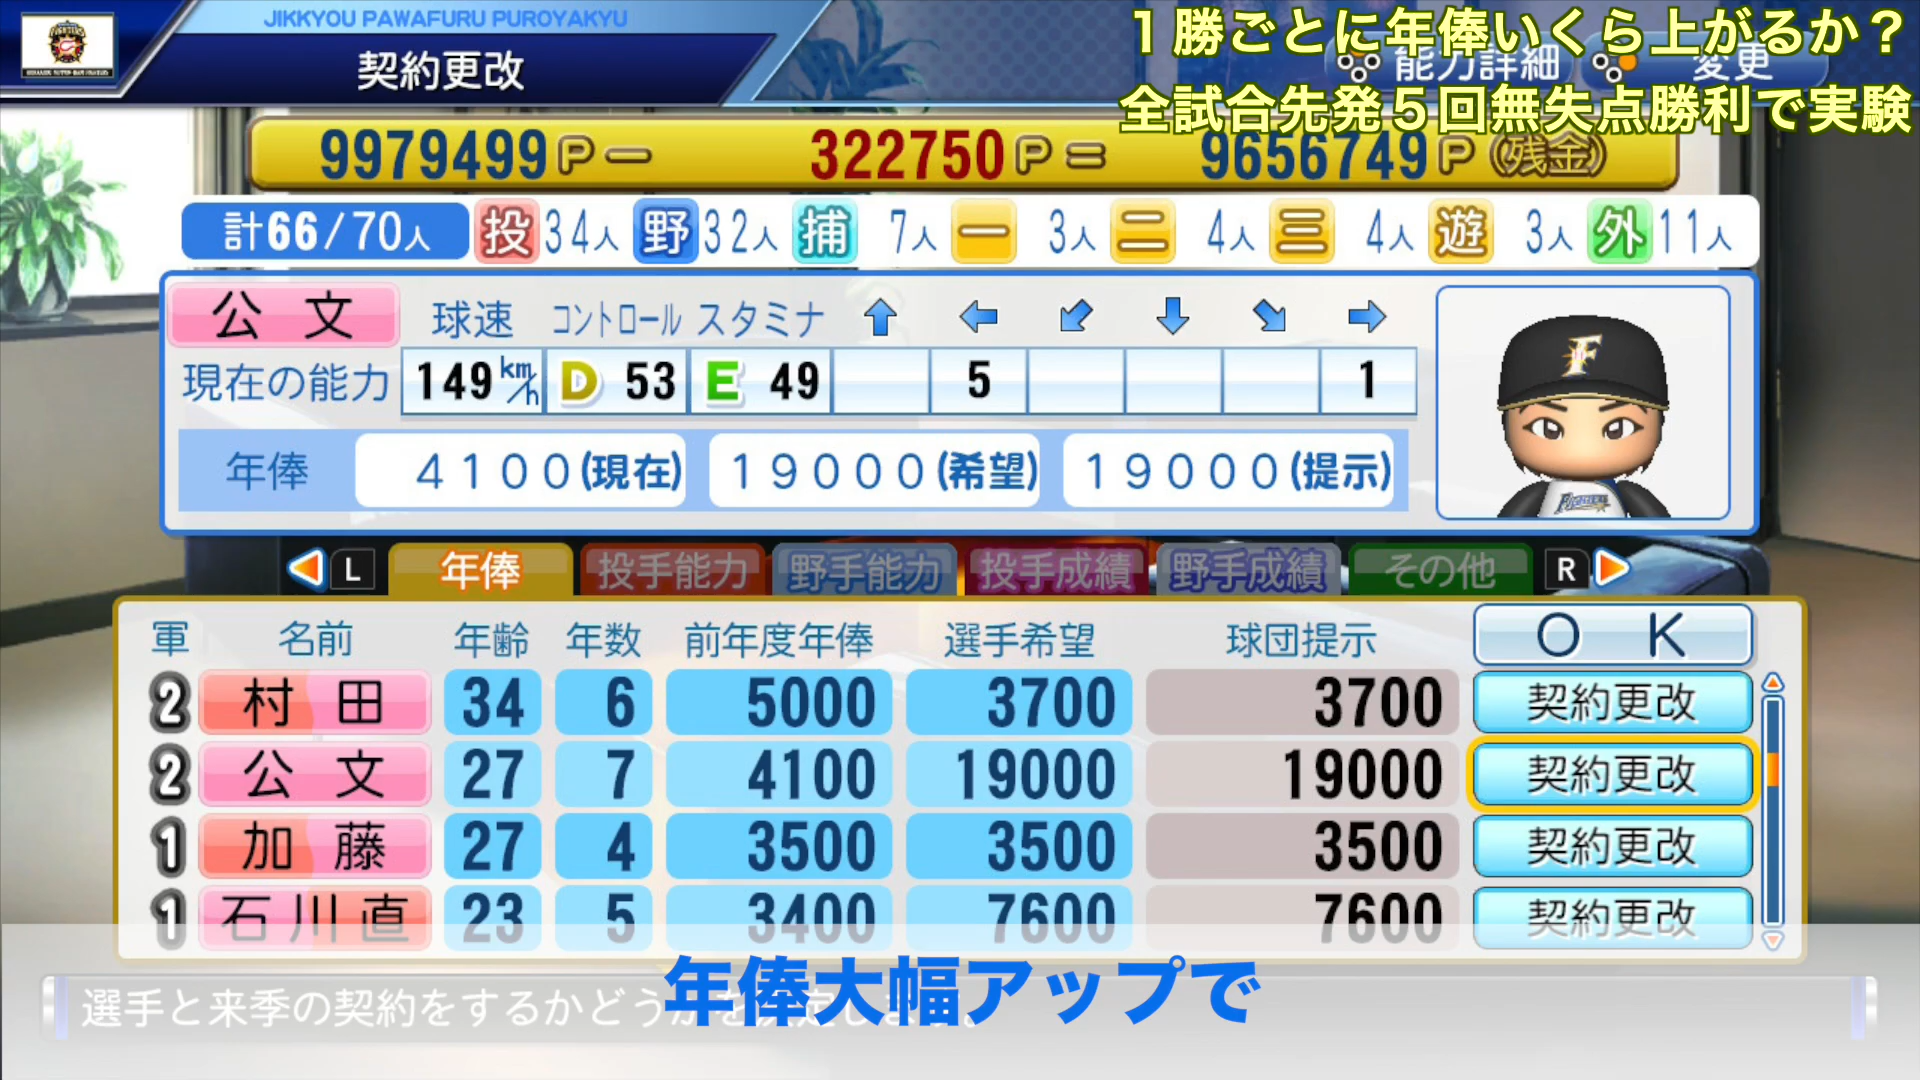 JIKKYOU PAWAFURU PUROYAKYU
契約更改
1勝ごとに年俸いくら上がるか？
能力詳細 変更
全試合先発5回無失点勝利で実験
9979499P－ 322750P＝ 9656749P(残金)
計66/70人 投34人 野32人 捕 7人 一 3人 二 4人 三 4人 遊 3人 外11人
公文 球速 コントロール スタミナ ↑ ← ↙ ↓ ↘ →
現在の能力 149km/h D 53 E 49 5 1
年俸 4100(現在) 19000(希望) 19000(提示)
F
FIGHTERS
L 年俸 投手能力 野手能力 投手成績 野手成績 その他 R
軍 名前 年齢 年数 前年度年俸 選手希望 球団提示 OK
2 村田 34 6 5000 3700 3700 契約更改
2 公文 27 7 4100 19000 19000 契約更改
1 加藤 27 4 3500 3500 3500 契約更改
1 石川直 23 5 3400 7600 7600 契約更改
年俸大幅アップで
選手と来季の契約をするかどうか